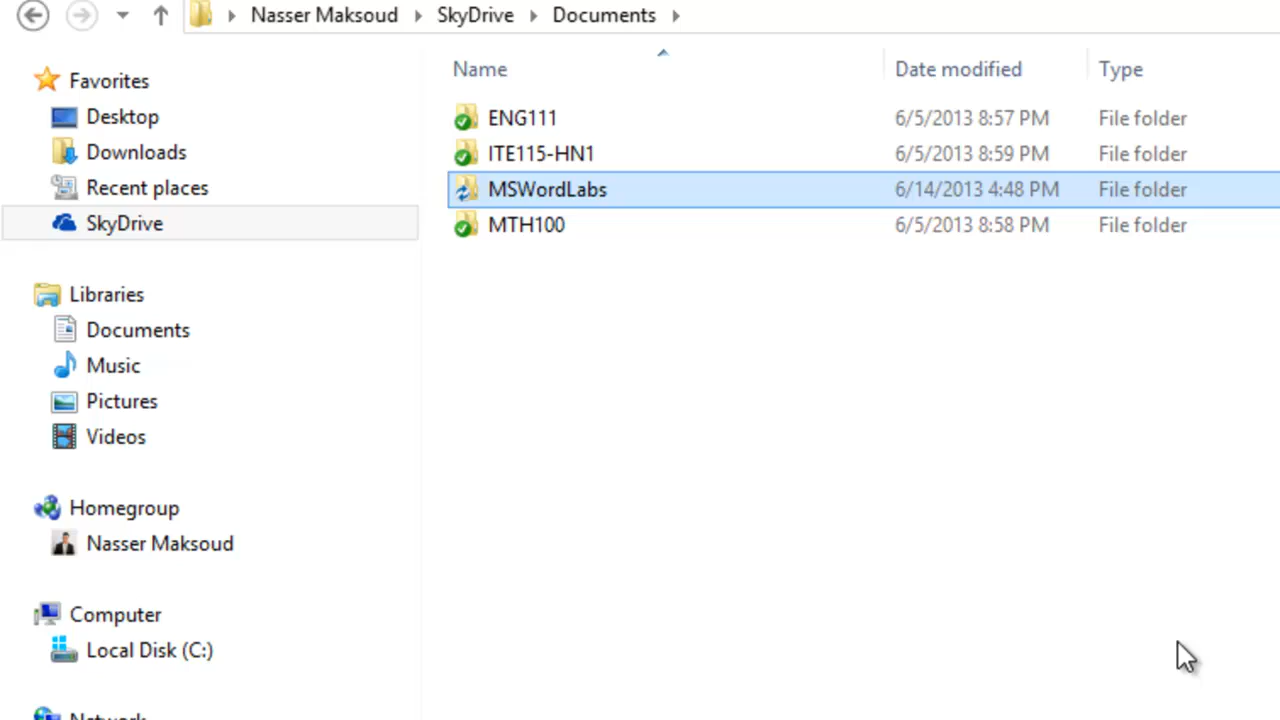 Nasser Maksoud SkyDrive Documents
Name Date modified Type
ENG111 6/5/2013 8:57 PM File folder
ITE115-HN1 6/5/2013 8:59 PM File folder
MSWordLabs 6/14/2013 4:48 PM File folder
MTH100 6/5/2013 8:58 PM File folder
Favorites
Desktop
Downloads
Recent places
SkyDrive
Libraries
Documents
Music
Pictures
Videos
Homegroup
Nasser Maksoud
Computer
Local Disk (C:)
Network